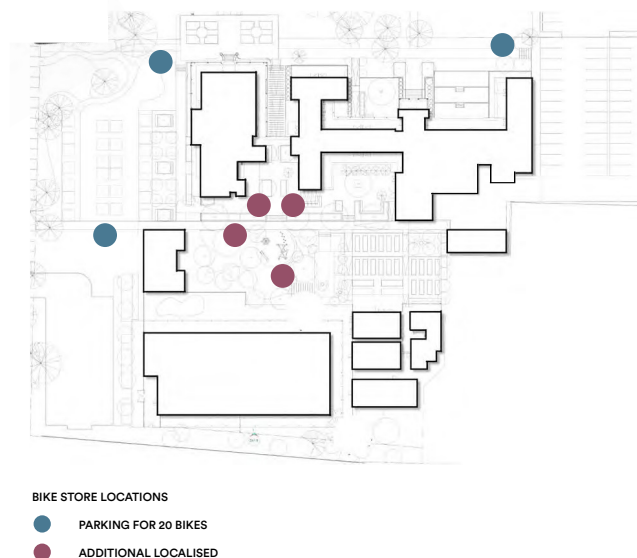 BIKE STORE LOCATIONS
PARKING FOR 20 BIKES
ADDITIONAL LOCALISED